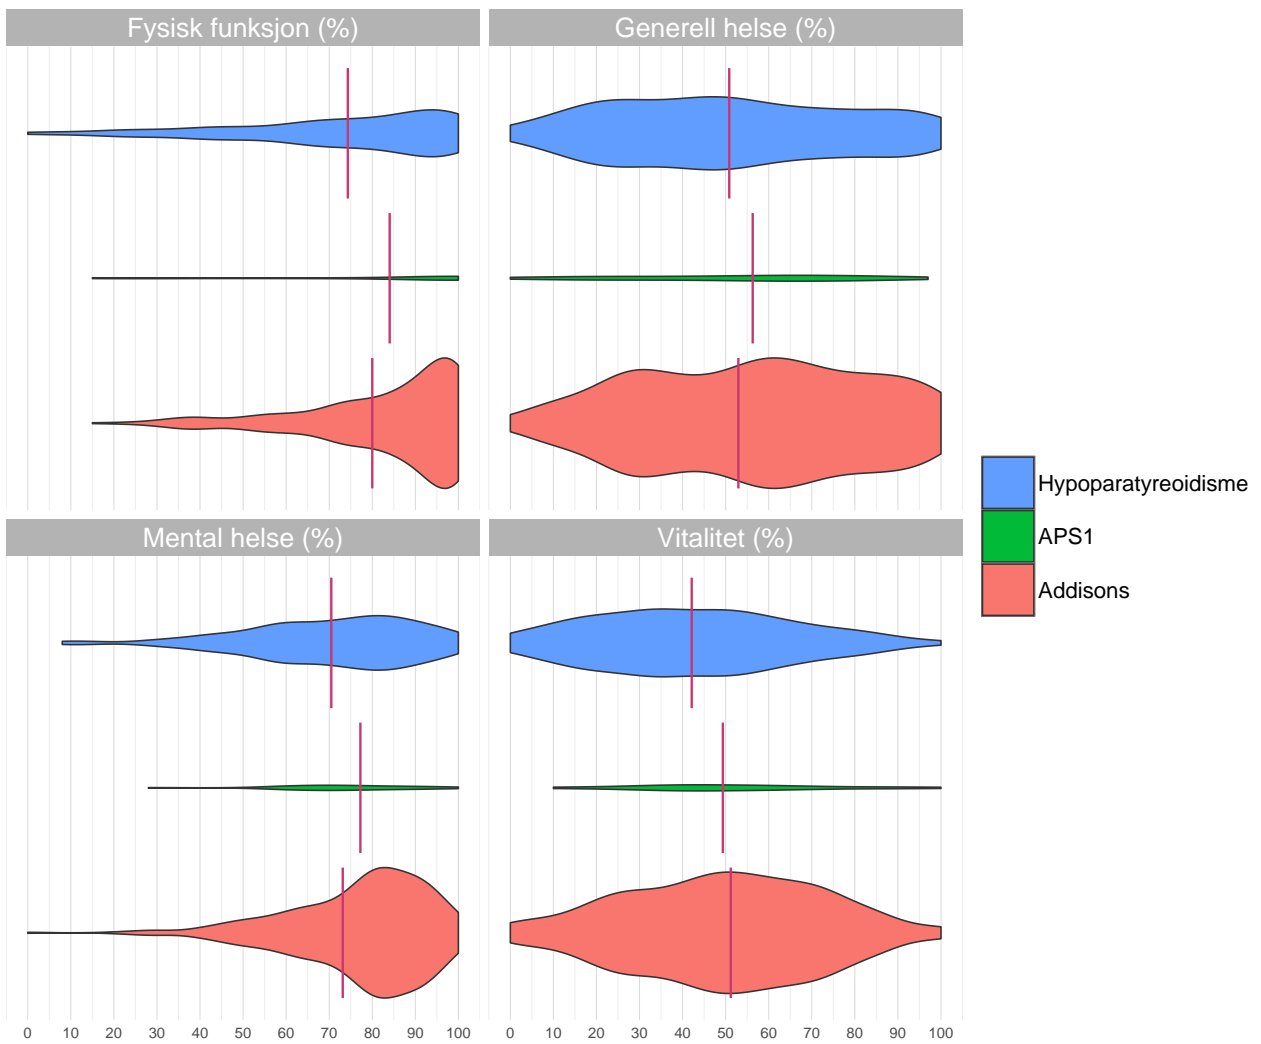 Fysisk funksjon (%)
Generell helse (%)
Mental helse (%)
Vitalitet (%)
0 10 20 30 40 50 60 70 80 90 100
0 10 20 30 40 50 60 70 80 90 100
Hypoparatyreoidisme
APS1
Addisons